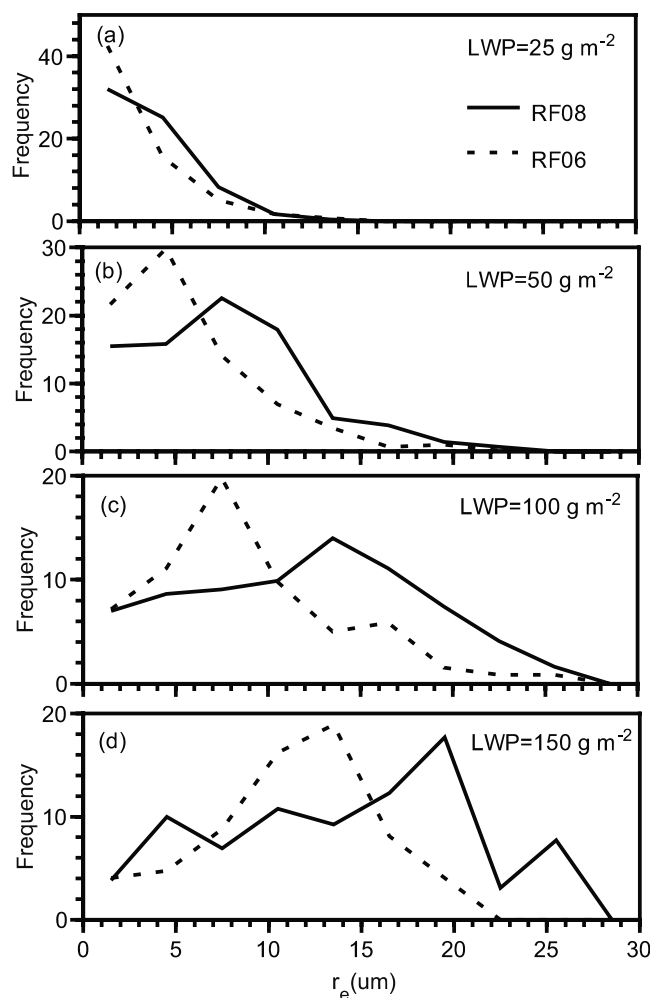 (a)
LWP=25 g m-2
RF08
RF06
40
20
0
Frequency
(b)
LWP=50 g m-2
30
20
10
0
Frequency
(c)
LWP=100 g m-2
20
10
0
Frequency
(d)
LWP=150 g m-2
20
10
0
Frequency
0 5 10 15 20 25 30
r_e(um)